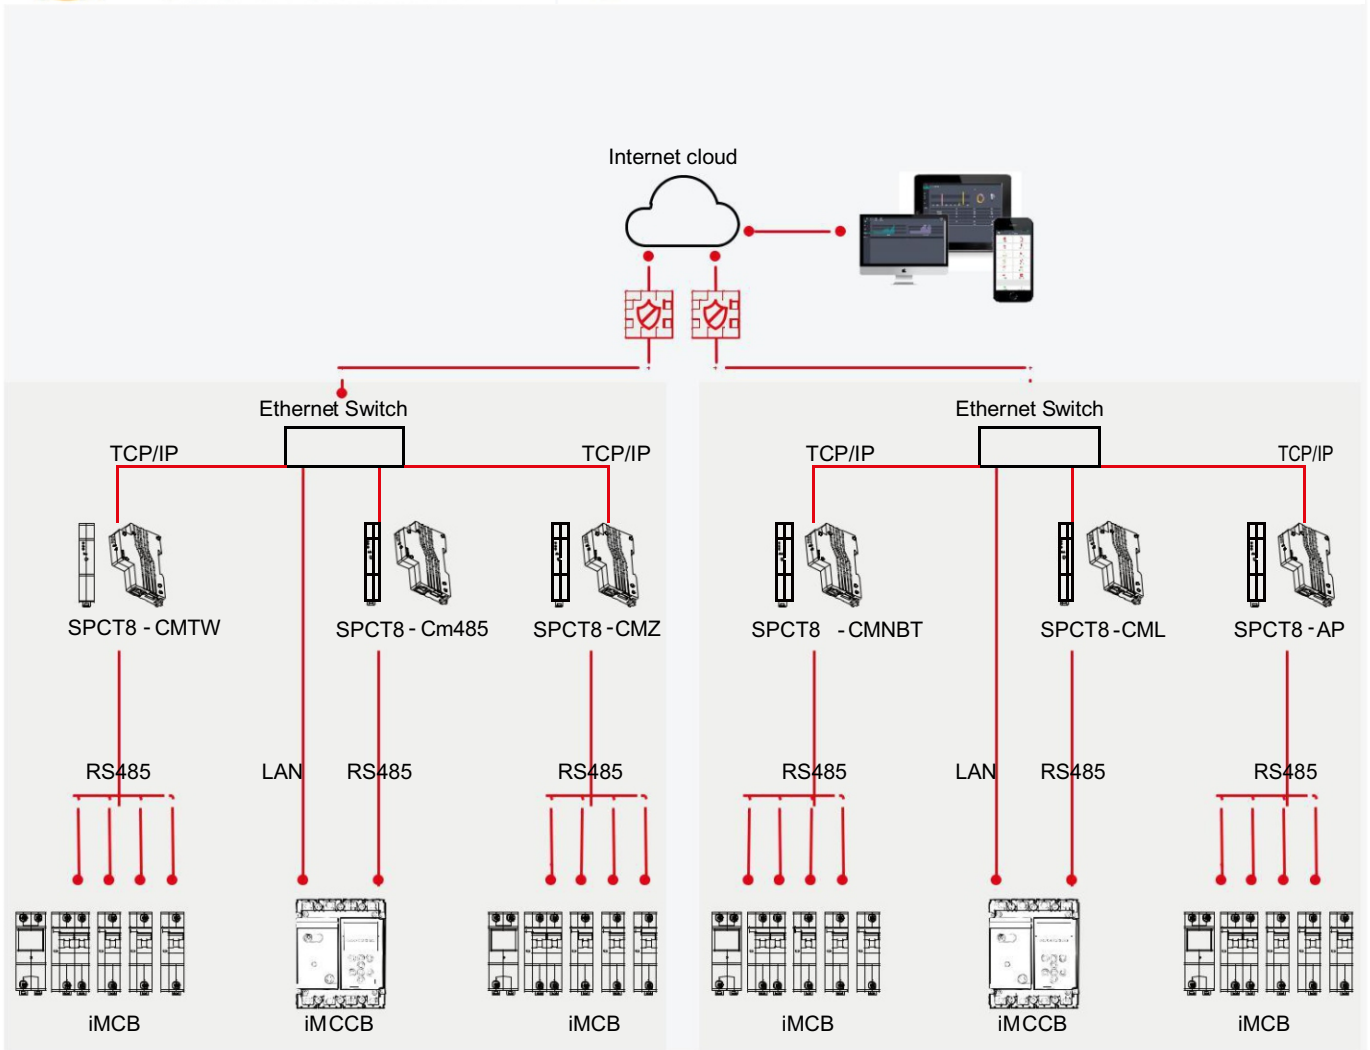 Internet cloud
Ethernet Switch
Ethernet Switch
TCP/IP
TCP/IP
TCP/IP
TCP/IP
SPCT8 - CMTW
SPCT8 - Cm485
SPCT8 -CMZ
SPCT8 - CMNBT
SPCT8 -CML
SPCT8 -AP
RS485
LAN
RS485
RS485
RS485
LAN
RS485
RS485
iMCB
iMCCB
iMCB
iMCB
iMCCB
iMCB